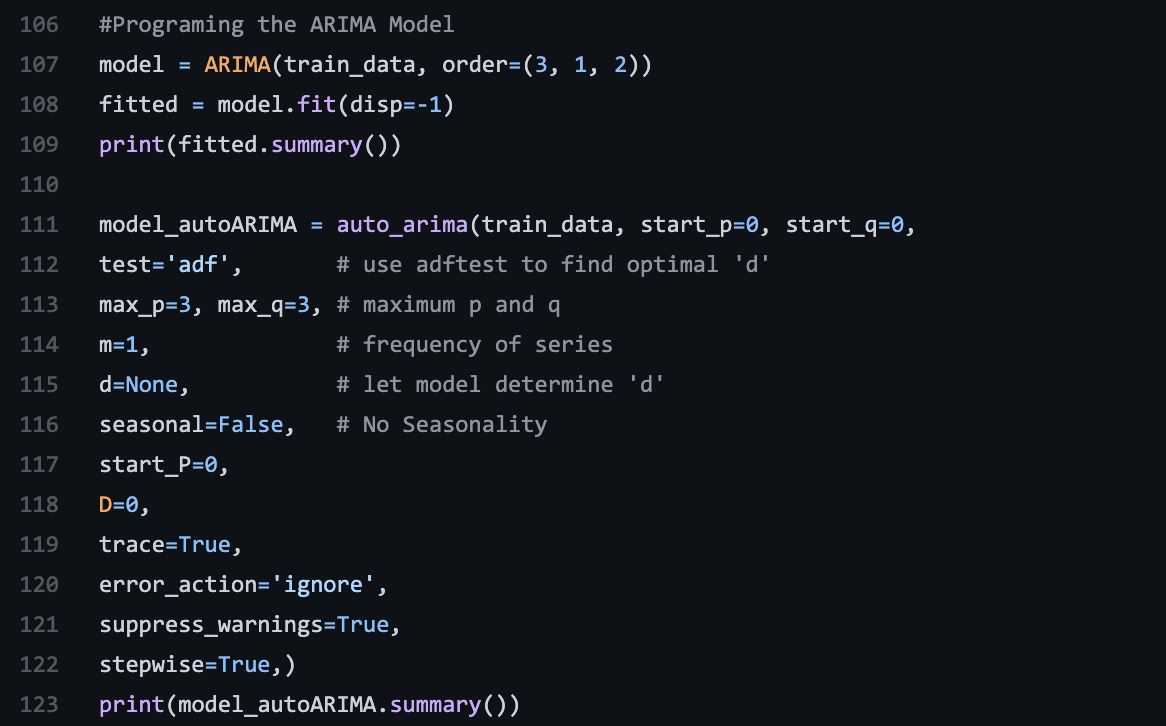 106 #Programing the ARIMA Model
107 model = ARIMA(train_data, order=(3, 1, 2))
108 fitted = model.fit(disp=-1)
109 print(fitted.summary())
110
111 model_autoARIMA = auto_arima(train_data, start_p=0, start_q=0,
112 test='adf',       # use adftest to find optimal 'd'
113 max_p=3, max_q=3, # maximum p and q
114 m=1,              # frequency of series
115 d=None,           # let model determine 'd'
116 seasonal=False,   # No Seasonality
117 start_P=0,
118 D=0,
119 trace=True,
120 error_action='ignore',
121 suppress_warnings=True,
122 stepwise=True,)
123 print(model_autoARIMA.summary())